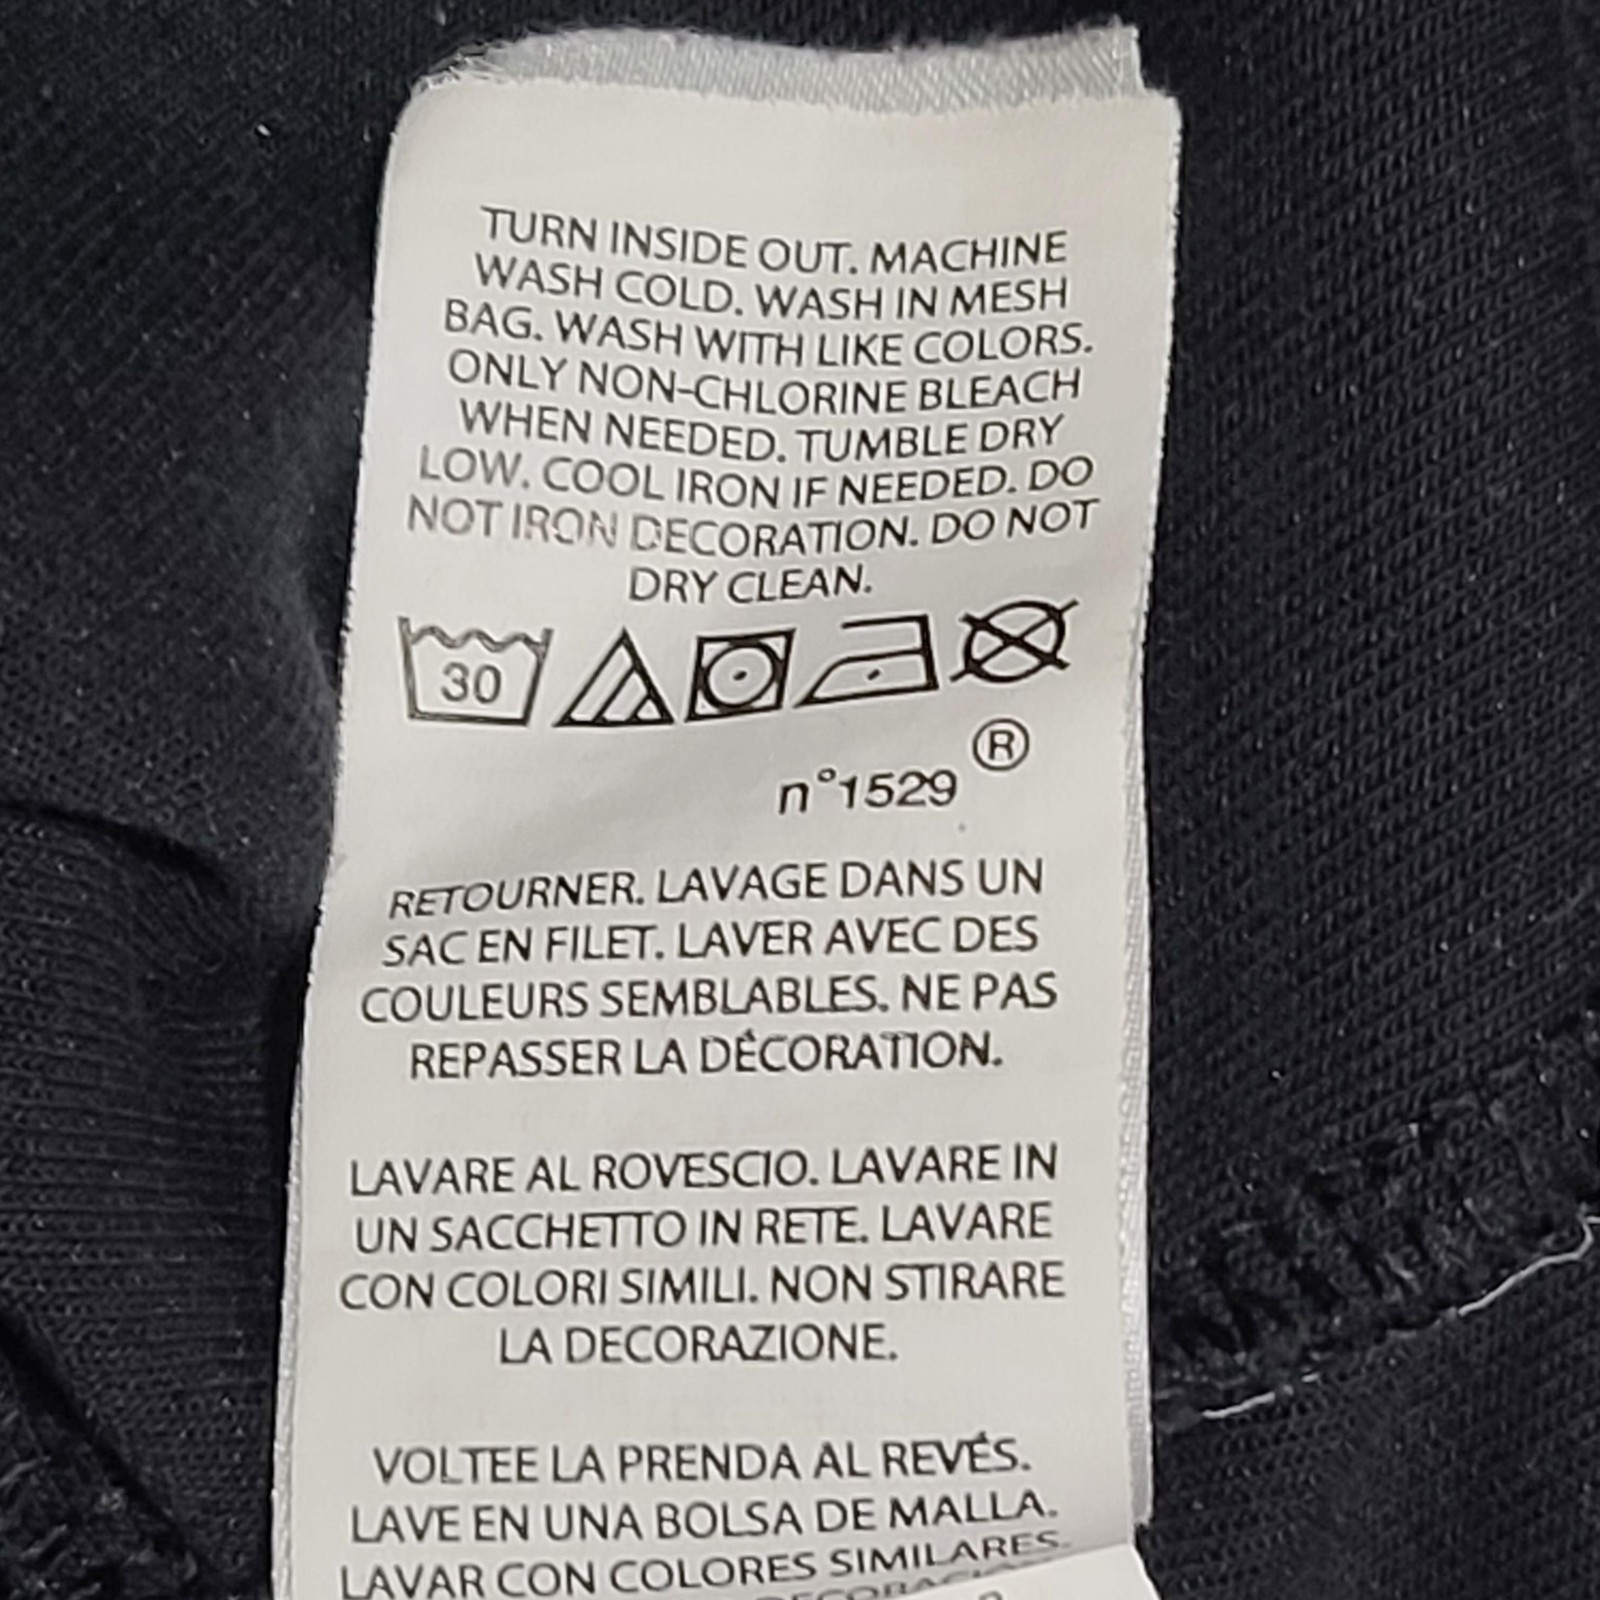 TURN INSIDE OUT. MACHINE
WASH COLD. WASH IN MESH
BAG. WASH WITH LIKE COLORS.
ONLY NON-CHLORINE BLEACH
WHEN NEEDED. TUMBLE DRY
LOW. COOL IRON IF NEEDED. DO
NOT IRON DECORATION. DO NOT
DRY CLEAN.
30
®
n°1529
RETOURNER. LAVAGE DANS UN
SAC EN FILET. LAVER AVEC DES
COULEURS SEMBLABLES. NE PAS
REPASSER LA DÉCORATION.
LAVARE AL ROVESCIO. LAVARE IN
UN SACCHETTO IN RETE. LAVARE
CON COLORI SIMILI. NON STIRARE
LA DECORAZIONE.
VOLTEE LA PRENDA AL REVÉS.
LAVE EN UNA BOLSA DE MALLA.
LAVAR CON COLORES SIMILARES.